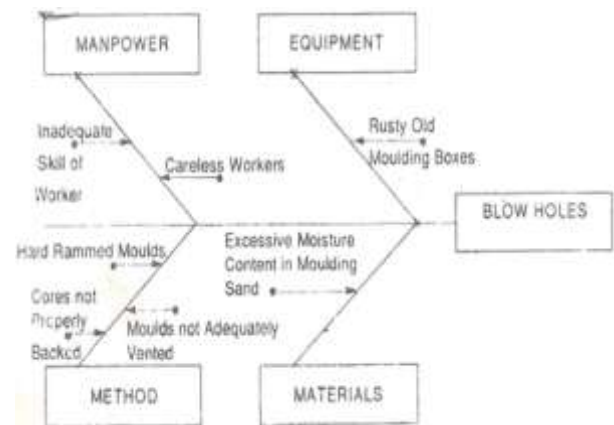 MANPOWER
EQUIPMENT
Inadequate
Skill of
Worker
Careless Workers
Rusty Old
Moulding Boxes
BLOW HOLES
Hard Rammed Moulds
Excessive Moisture
Content in Moulding
Sand
Cores not
Properly
Backed
Moulds not Adequately
Vented
METHOD
MATERIALS